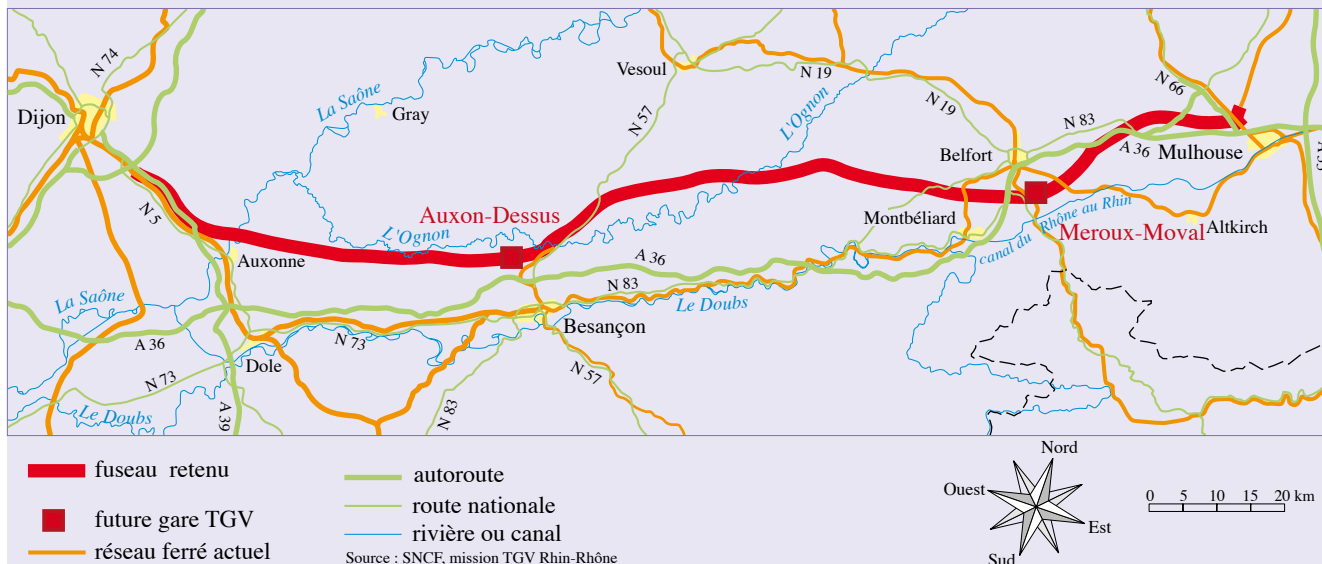 N 74
Dijon
La Saône
Gray
Vesoul
N 19
N 57
L'Ognon
N 19
N 66
N 83
A 36
Mulhouse
A 35
Belfort
N 5
Auxon-Dessus
L'Ognon
Auxonne
Montbéliard
canal du Rhône au Rhin
Meroux-Moval
Altkirch
A 36
N 83
Le Doubs
La Saône
Besançon
A 36
N 73
Dole
N 73
N 57
Le Doubs
A 39
N 83
fuseau retenu
future gare TGV
réseau ferré actuel
autoroute
route nationale
rivière ou canal
Source : SNCF, mission TGV Rhin-Rhône
Nord
Ouest
Est
Sud
0 5 10 15 20 km